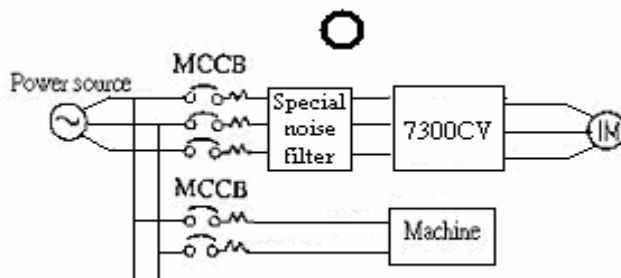 MCCB
Power source
Special
noise
filter
7300CV
IM
MCCB
Machine